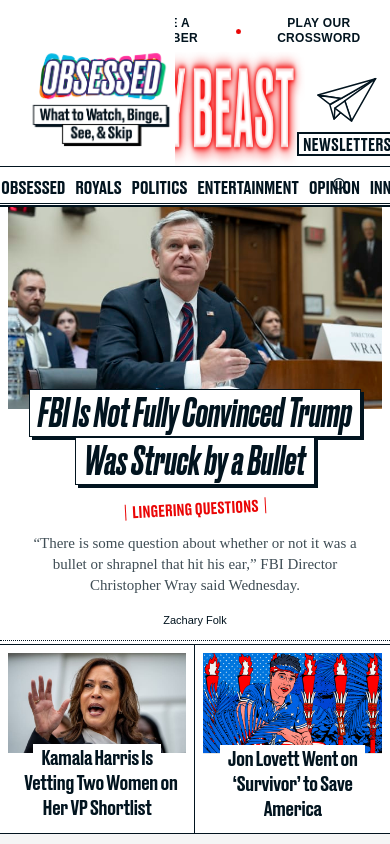 PLAY OUR
CROSSWORD
OBSESSED
What to Watch, Binge,
See, & Skip
BEAST
NEWSLETTERS
OBSESSED ROYALS POLITICS ENTERTAINMENT OPINION INN
DIRECTOR
WRAY
FBI Is Not Fully Convinced Trump
Was Struck by a Bullet
LINGERING QUESTIONS
“There is some question about whether or not it was a
bullet or shrapnel that hit his ear,” FBI Director
Christopher Wray said Wednesday.
Zachary Folk
Kamala Harris Is
Vetting Two Women on
Her VP Shortlist
Jon Lovett Went on
‘Survivor’ to Save
America